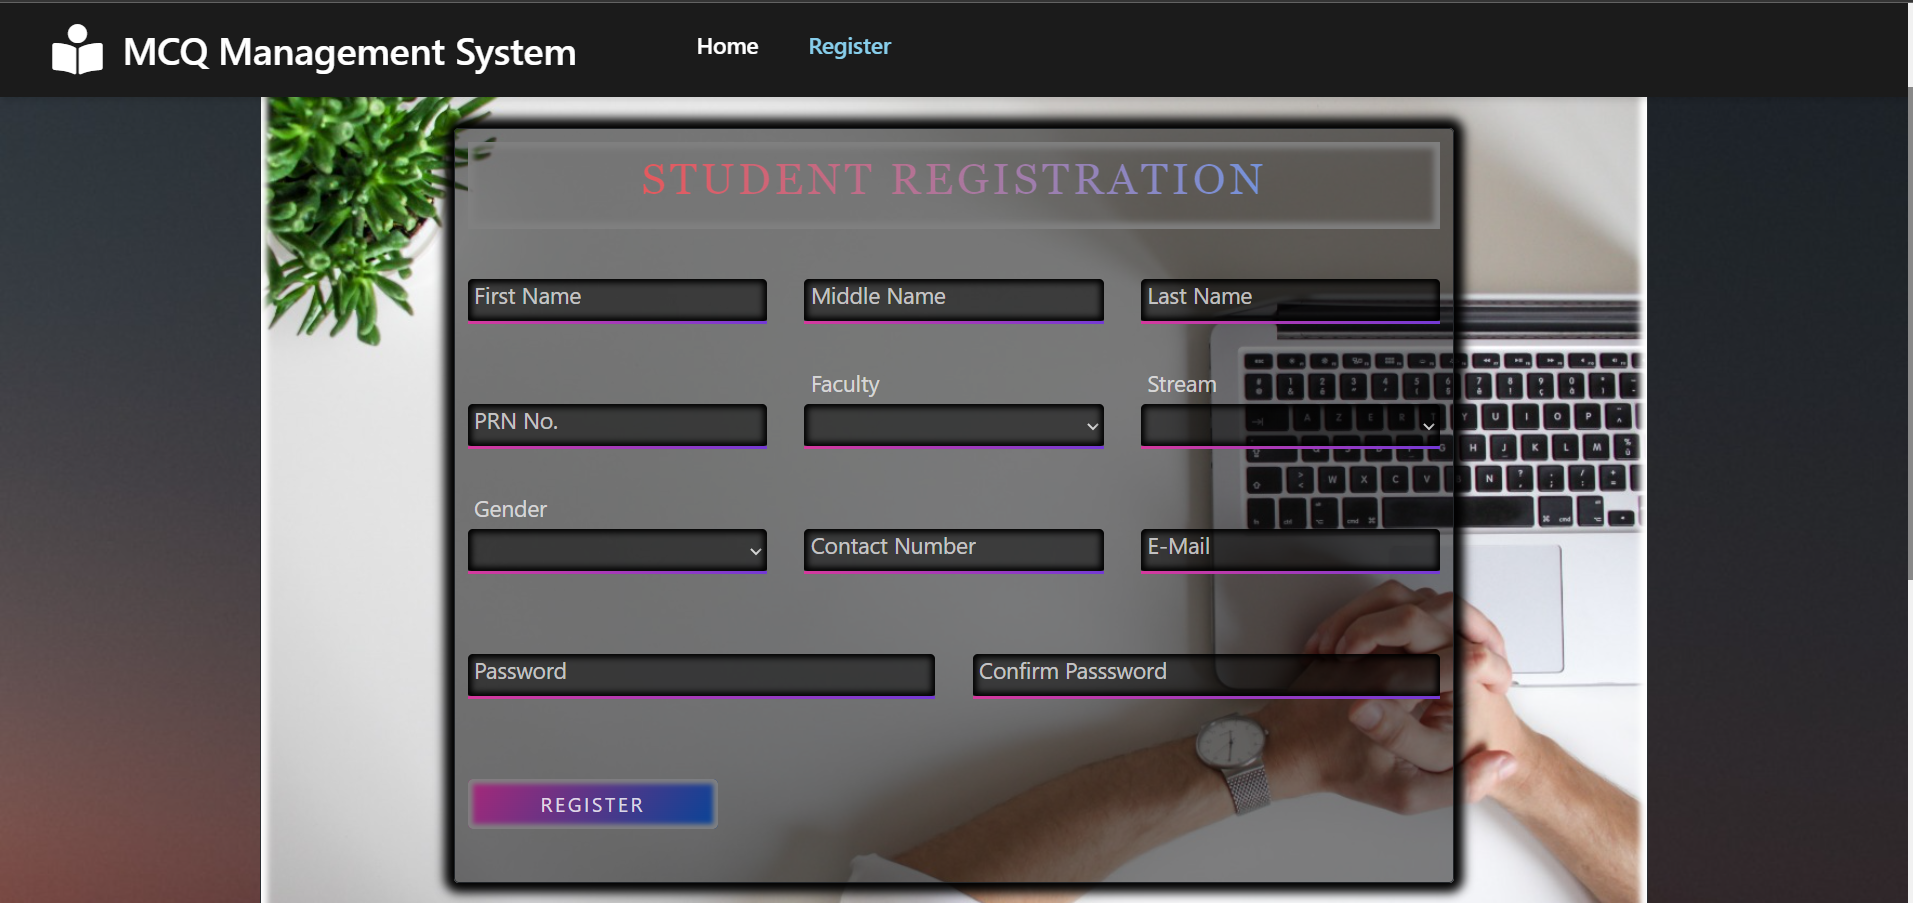 MCQ Management System Home Register
STUDENT REGISTRATION
First Name Middle Name Last Name
Faculty Stream
PRN No.
Gender
Contact Number E-Mail
Password Confirm Passsword
REGISTER